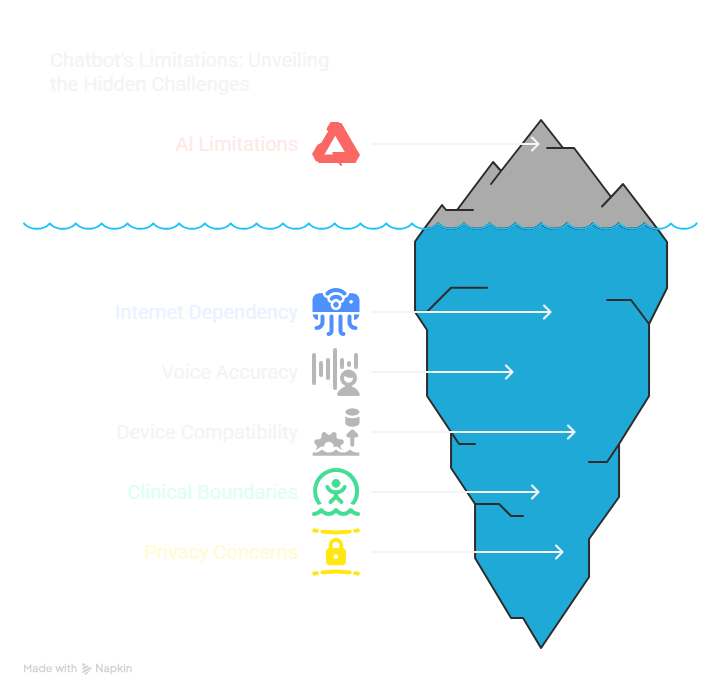 Chatbot's Limitations: Unveiling
the Hidden Challenges
AI Limitations
Internet Dependency
Voice Accuracy
Device Compatibility
Clinical Boundaries
Privacy Concerns
Made with Napkin